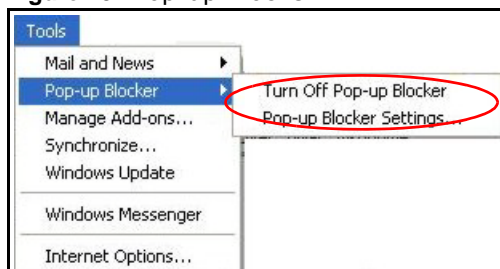 Tools
Mail and News
Pop-up Blocker
Turn Off Pop-up Blocker
Pop-up Blocker Settings...
Manage Add-ons...
Synchronize...
Windows Update
Windows Messenger
Internet Options...